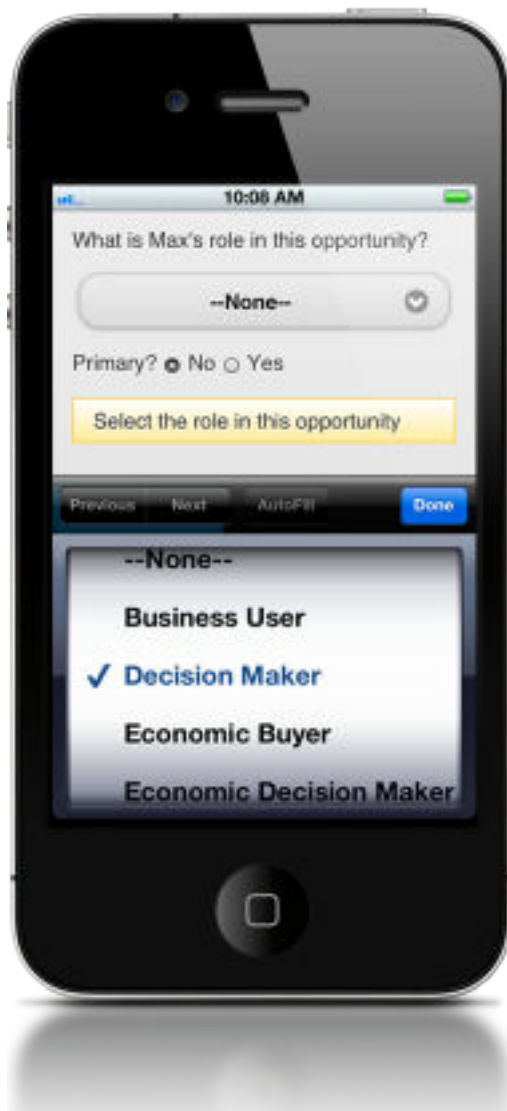 10:08 AM
What is Max's role in this opportunity?
--None--
Primary? No Yes
Select the role in this opportunity
Previous Next AutoFill Done
--None--
Business User
Decision Maker
Economic Buyer
Economic Decision Maker